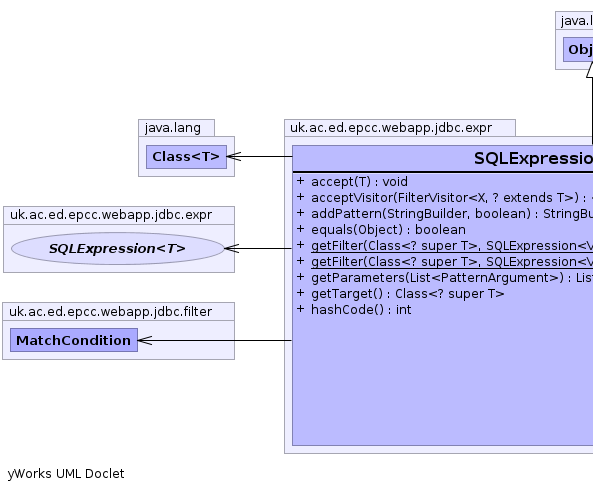 java.l
Obj
java.lang
Class<T>
uk.ac.ed.epcc.webapp.jdbc.expr
SQLExpressio
+ accept(T) : void
+ acceptVisitor(FilterVisitor<X, ? extends T>) :
+ addPattern(StringBuilder, boolean) : StringBu
+ equals(Object) : boolean
+ getFilter(Class<? super T>, SQLExpression<V
+ getFilter(Class<? super T>, SQLExpression<V
+ getParameters(List<PatternArgument>) : List
+ getTarget() : Class<? super T>
+ hashCode() : int
uk.ac.ed.epcc.webapp.jdbc.expr
SQLExpression<T>
uk.ac.ed.epcc.webapp.jdbc.filter
MatchCondition
yWorks UML Doclet